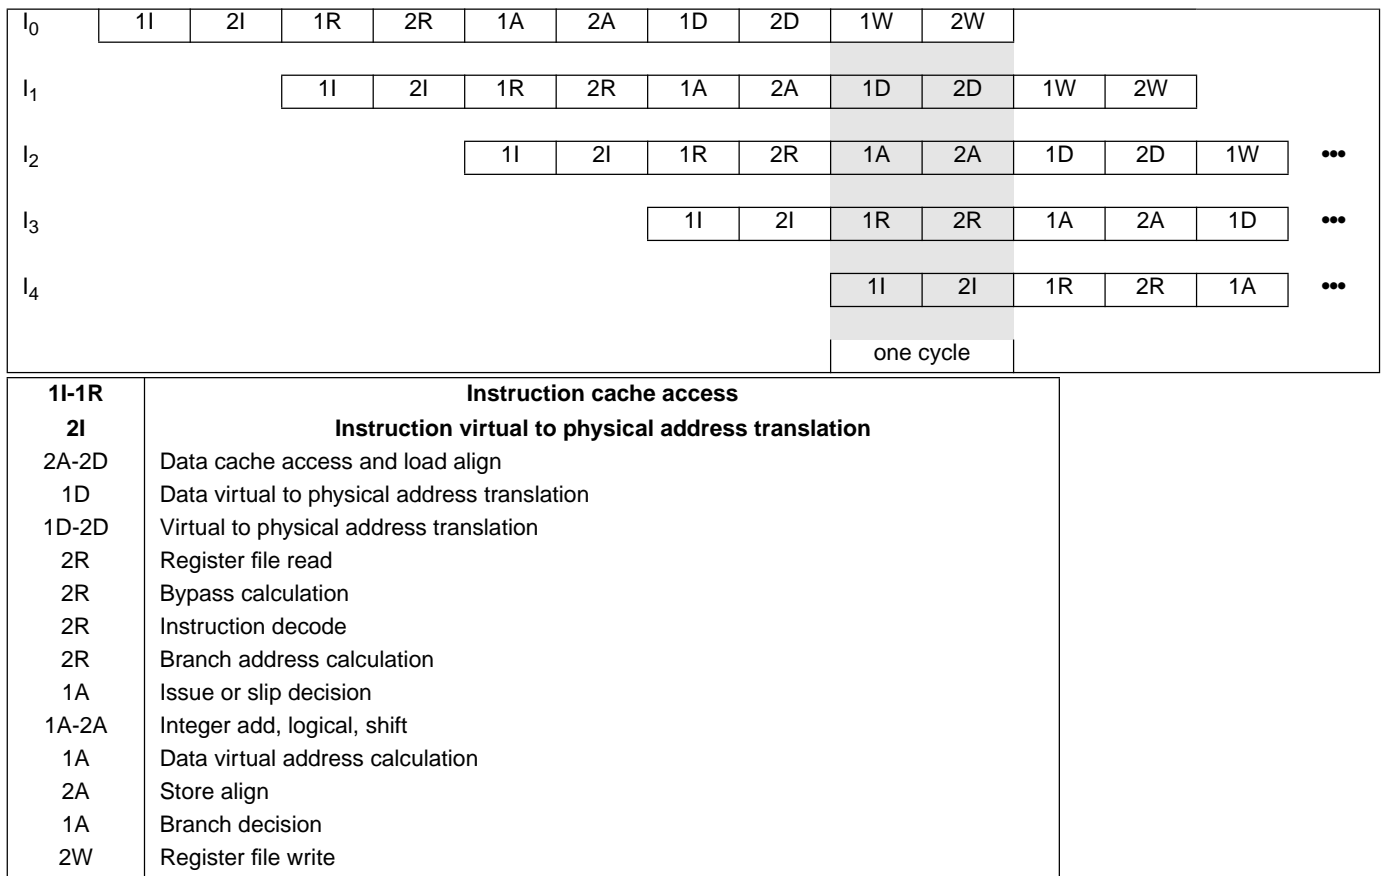 I0 1I 2I 1R 2R 1A 2A 1D 2D 1W 2W
I1 1I 2I 1R 2R 1A 2A 1D 2D 1W 2W
I2 1I 2I 1R 2R 1A 2A 1D 2D 1W •••
I3 1I 2I 1R 2R 1A 2A 1D •••
I4 1I 2I 1R 2R 1A •••
one cycle
1I-1R Instruction cache access
2I Instruction virtual to physical address translation
2A-2D Data cache access and load align
1D Data virtual to physical address translation
1D-2D Virtual to physical address translation
2R Register file read
2R Bypass calculation
2R Instruction decode
2R Branch address calculation
1A Issue or slip decision
1A-2A Integer add, logical, shift
1A Data virtual address calculation
2A Store align
1A Branch decision
2W Register file write